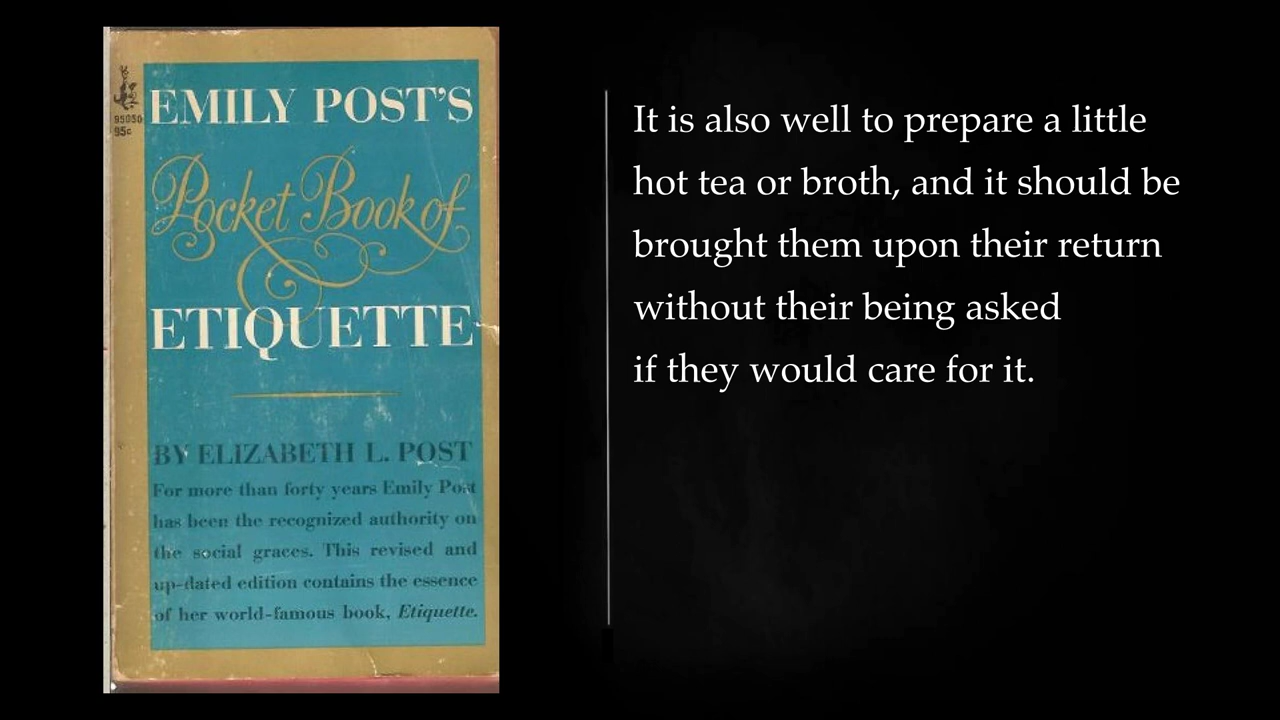 95050
95c
EMILY POST'S
Pocket Book of
ETIQUETTE
BY ELIZABETH L. POST
For more than forty years Emily Post
has been the recognized authority on
the social graces. This revised and
up-dated edition contains the essence
of her world-famous book, Etiquette.
It is also well to prepare a little
hot tea or broth, and it should be
brought them upon their return
without their being asked
if they would care for it.